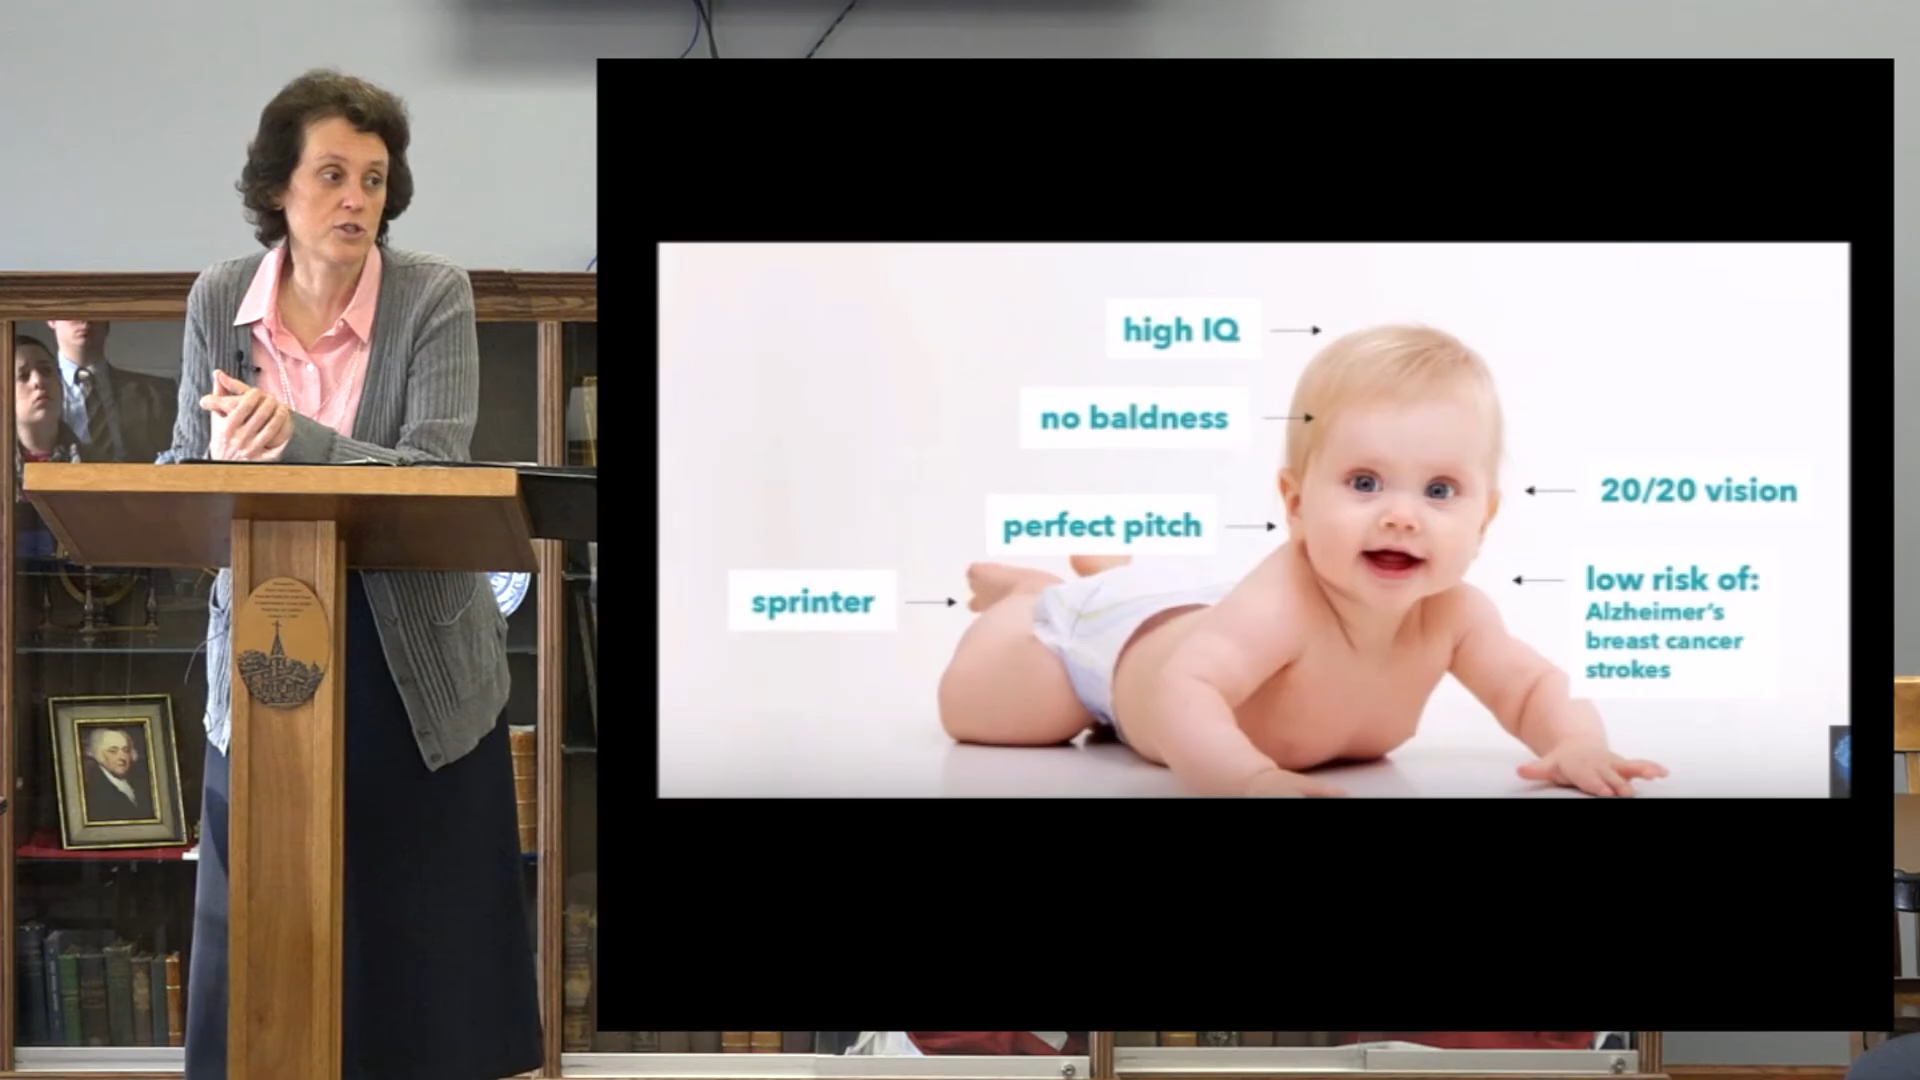 high IQ
no baldness
perfect pitch
sprinter
20/20 vision
low risk of:
Alzheimer's
breast cancer
strokes